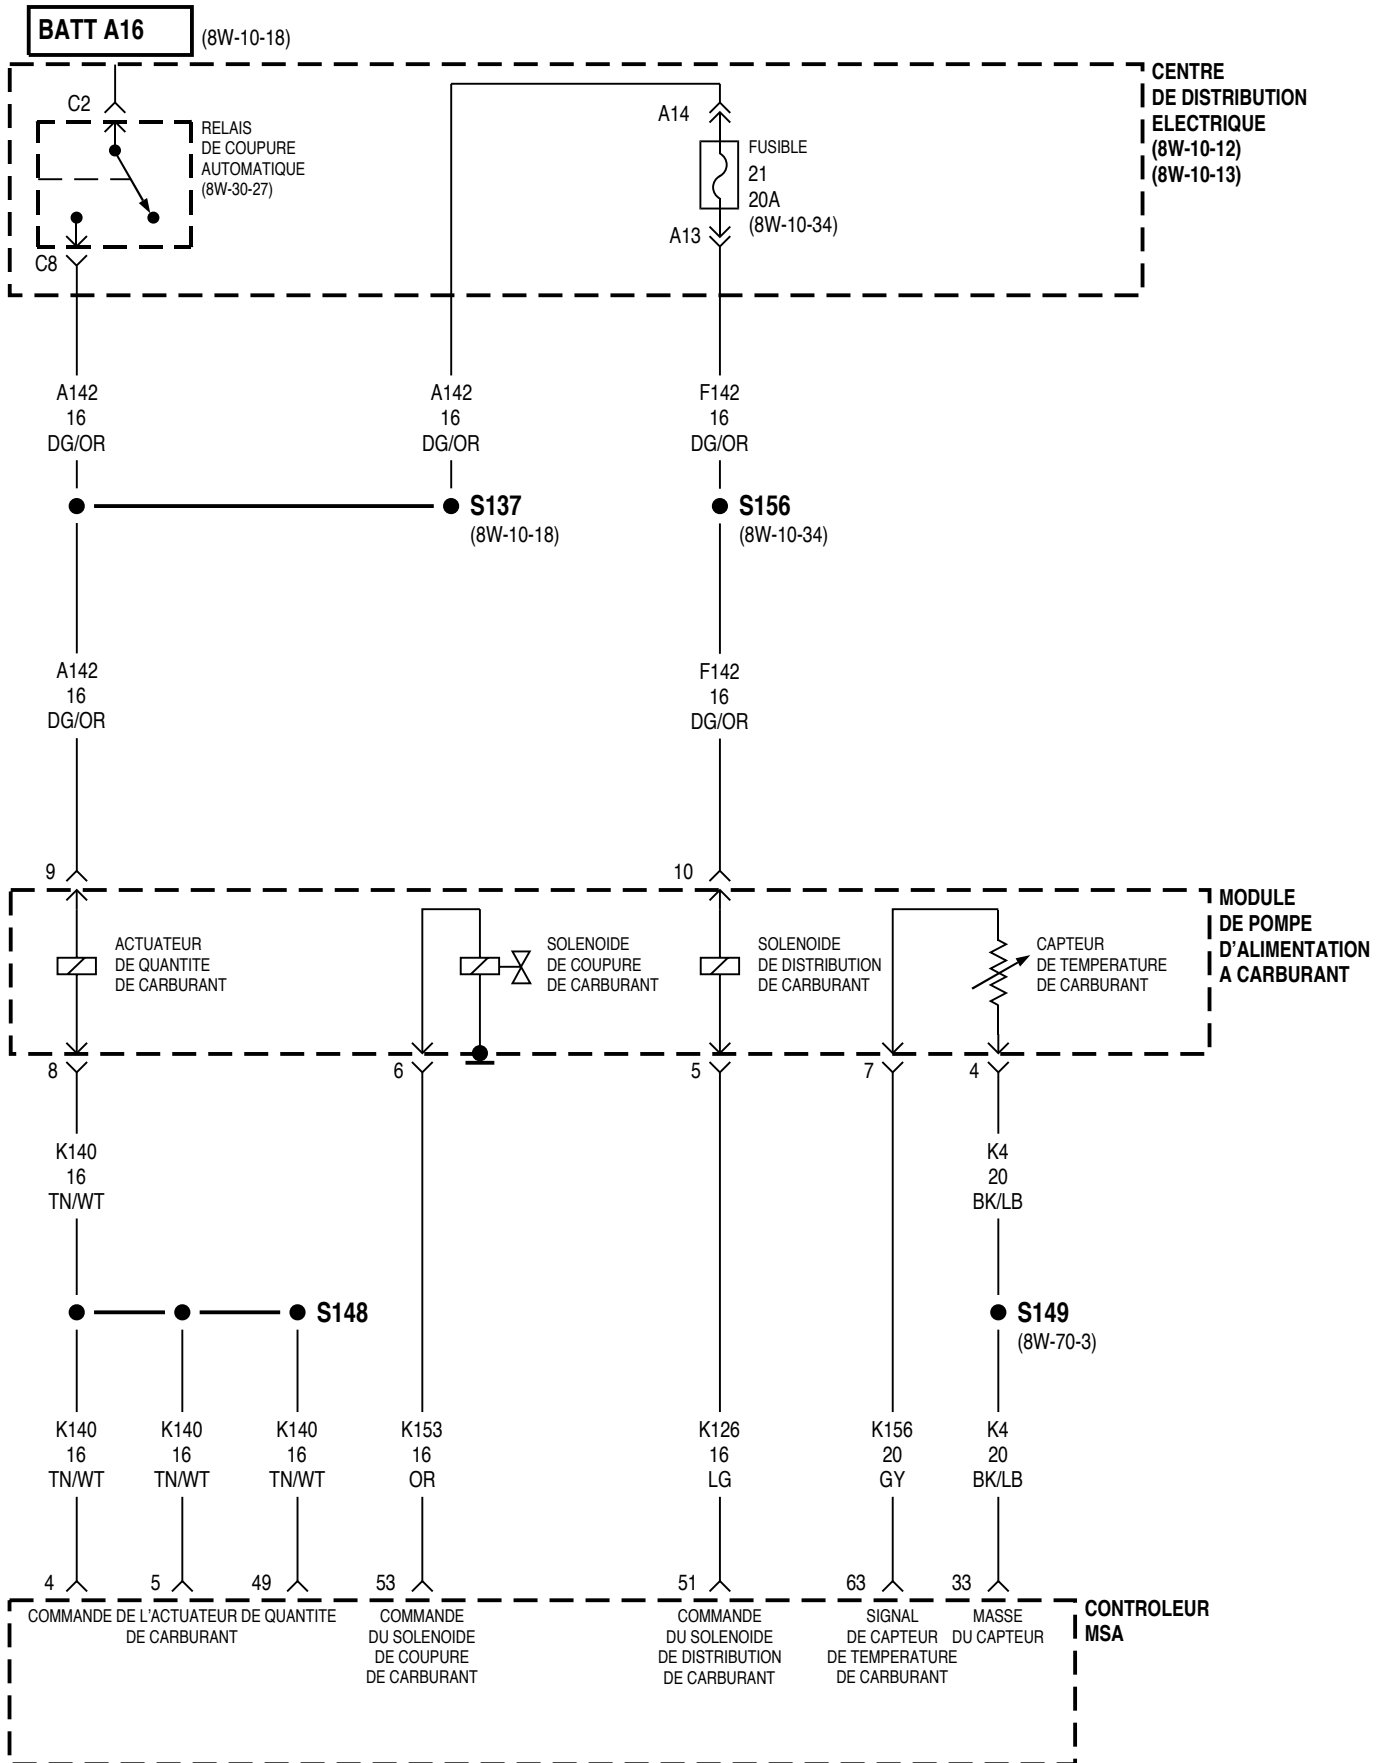 BATT A16
(8W-10-18)
CENTRE
DE DISTRIBUTION
ELECTRIQUE
(8W-10-12)
(8W-10-13)
C2
RELAIS
DE COUPURE
AUTOMATIQUE
(8W-30-27)
C8
A14
FUSIBLE
21
20A
(8W-10-34)
A13
A142
16
DG/OR
A142
16
DG/OR
F142
16
DG/OR
S137
(8W-10-18)
S156
(8W-10-34)
A142
16
DG/OR
F142
16
DG/OR
9
10
MODULE
DE POMPE
D'ALIMENTATION
A CARBURANT
ACTUATEUR
DE QUANTITE
DE CARBURANT
SOLENOIDE
DE COUPURE
DE CARBURANT
SOLENOIDE
DE DISTRIBUTION
DE CARBURANT
CAPTEUR
DE TEMPERATURE
DE CARBURANT
8
6
5
7
4
K140
16
TN/WT
K4
20
BK/LB
S148
S149
(8W-70-3)
K140
16
TN/WT
K140
16
TN/WT
K140
16
TN/WT
K153
16
OR
K126
16
LG
K156
20
GY
K4
20
BK/LB
4
5
49
53
51
63
33
COMMANDE DE L'ACTUATEUR DE QUANTITE
DE CARBURANT
COMMANDE
DU SOLENOIDE
DE COUPURE
DE CARBURANT
COMMANDE
DU SOLENOIDE
DE DISTRIBUTION
DE CARBURANT
SIGNAL
DE CAPTEUR
DE TEMPERATURE
DE CARBURANT
MASSE
DU CAPTEUR
CONTROLEUR
MSA